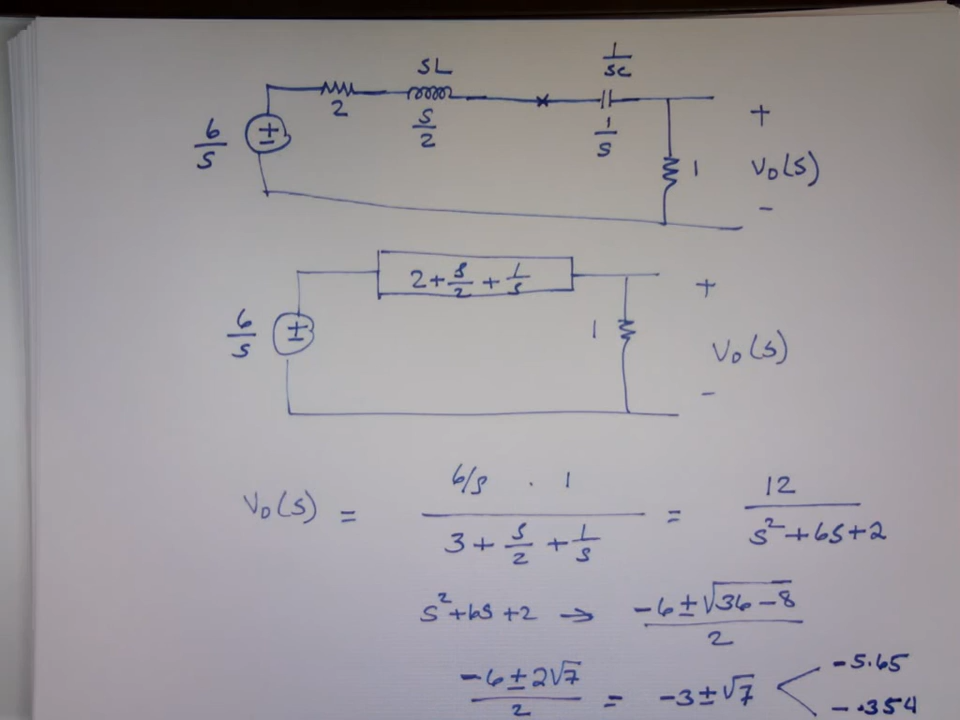 SL 1/sc
2 s/2 1/s
6/s ± 1 + V₀(s) -
2 + s/2 + 1/s
6/s ± 1 + V₀(s) -
V₀(s) = (6/s · 1)/(3 + s/2 + 1/s) = 12/(s² + 6s + 2)
s² + 6s + 2 → (-6 ± √(36 - 8))/2
(-6 ± 2√7)/2 = -3 ± √7 < -5.65
-.354